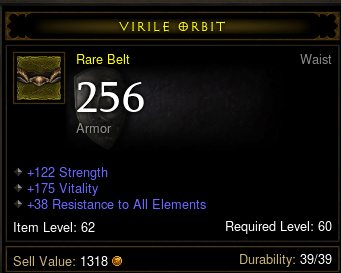 VIRILE ORBIT
Rare Belt Waist
256
Armor
+122 Strength
+175 Vitality
+38 Resistance to All Elements
Item Level: 62 Required Level: 60
Sell Value: 1318 Durability: 39/39